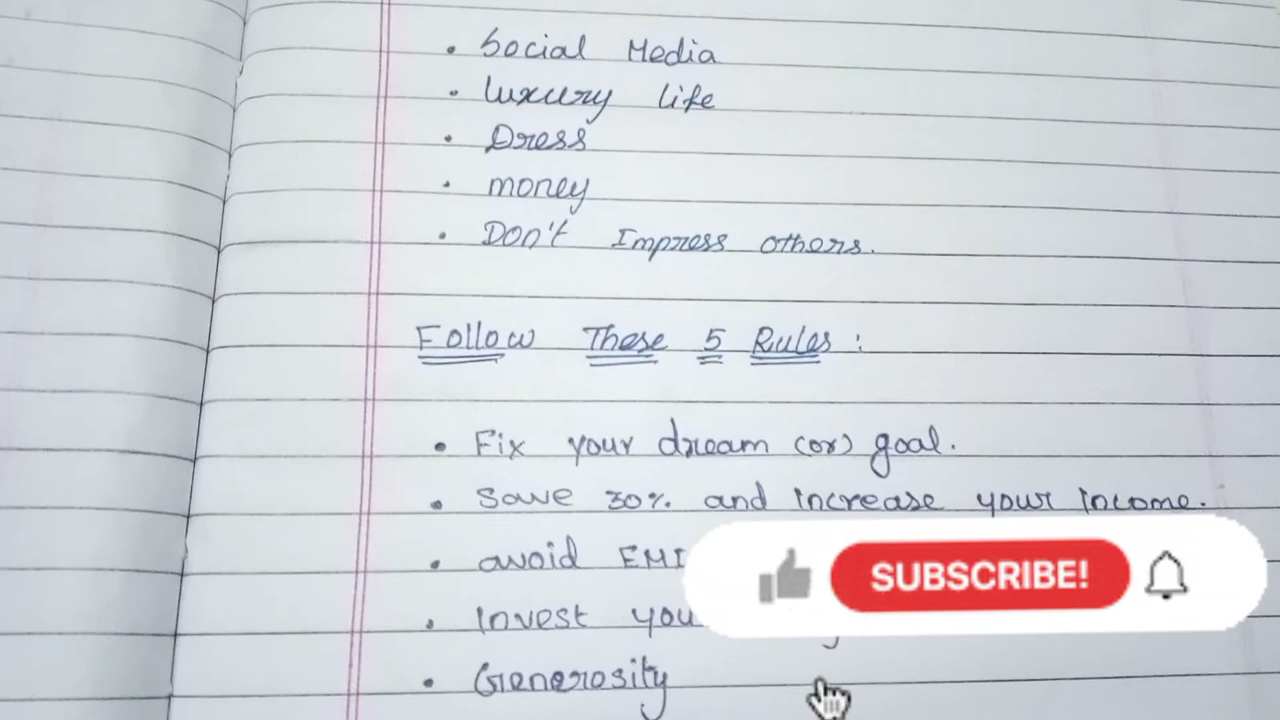 • Social Media
• Luxury life
• Dress
• money
• Don't Impress others.
Follow These 5 Rules :
• Fix your dream (or) goal.
• Save 30% and increase your income.
• avoid EMI
SUBSCRIBE!
• Invest
• Generosity